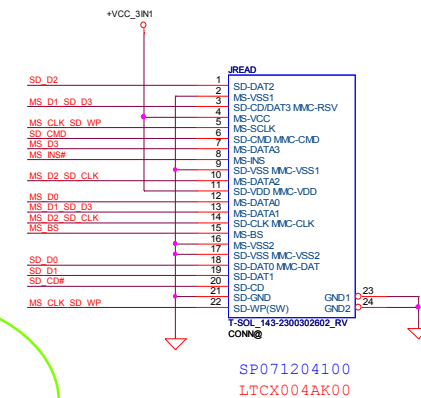 +VCC_3IN1
JREAD
SD_D2 1 SD-DAT2
2 MS-VSS1
MS_D1_SD_D3 3 SD-CD/DAT3 MMC-RSV
4 MS-VCC
MS_CLK_SD_WP 5 MS-SCLK
SD_CMD 6 SD-CMD MMC-CMD
MS_D3 7 MS-DATA3
MS_INS# 8 MS-INS
9 SD-VSS MMC-VSS1
MS_D2_SD_CLK 10 MS-DATA2
11 SD-VDD MMC-VDD
MS_D0 12 MS-DATA0
MS_D1_SD_D3 13 MS-DATA1
MS_D2_SD_CLK 14 SD-CLK MMC-CLK
MS_BS 15 MS-BS
16 MS-VSS2
17 SD-VSS MMC-VSS2
SD_D0 18 SD-DAT0 MMC-DAT
SD_D1 19 SD-DAT1
SD_CD# 20 SD-CD
21 SD-GND GND1 23
MS_CLK_SD_WP 22 SD-WP(SW) GND2 24
T-SOL_143-2300302602_RV
CONN@
SP071204100
LTCX004AK00